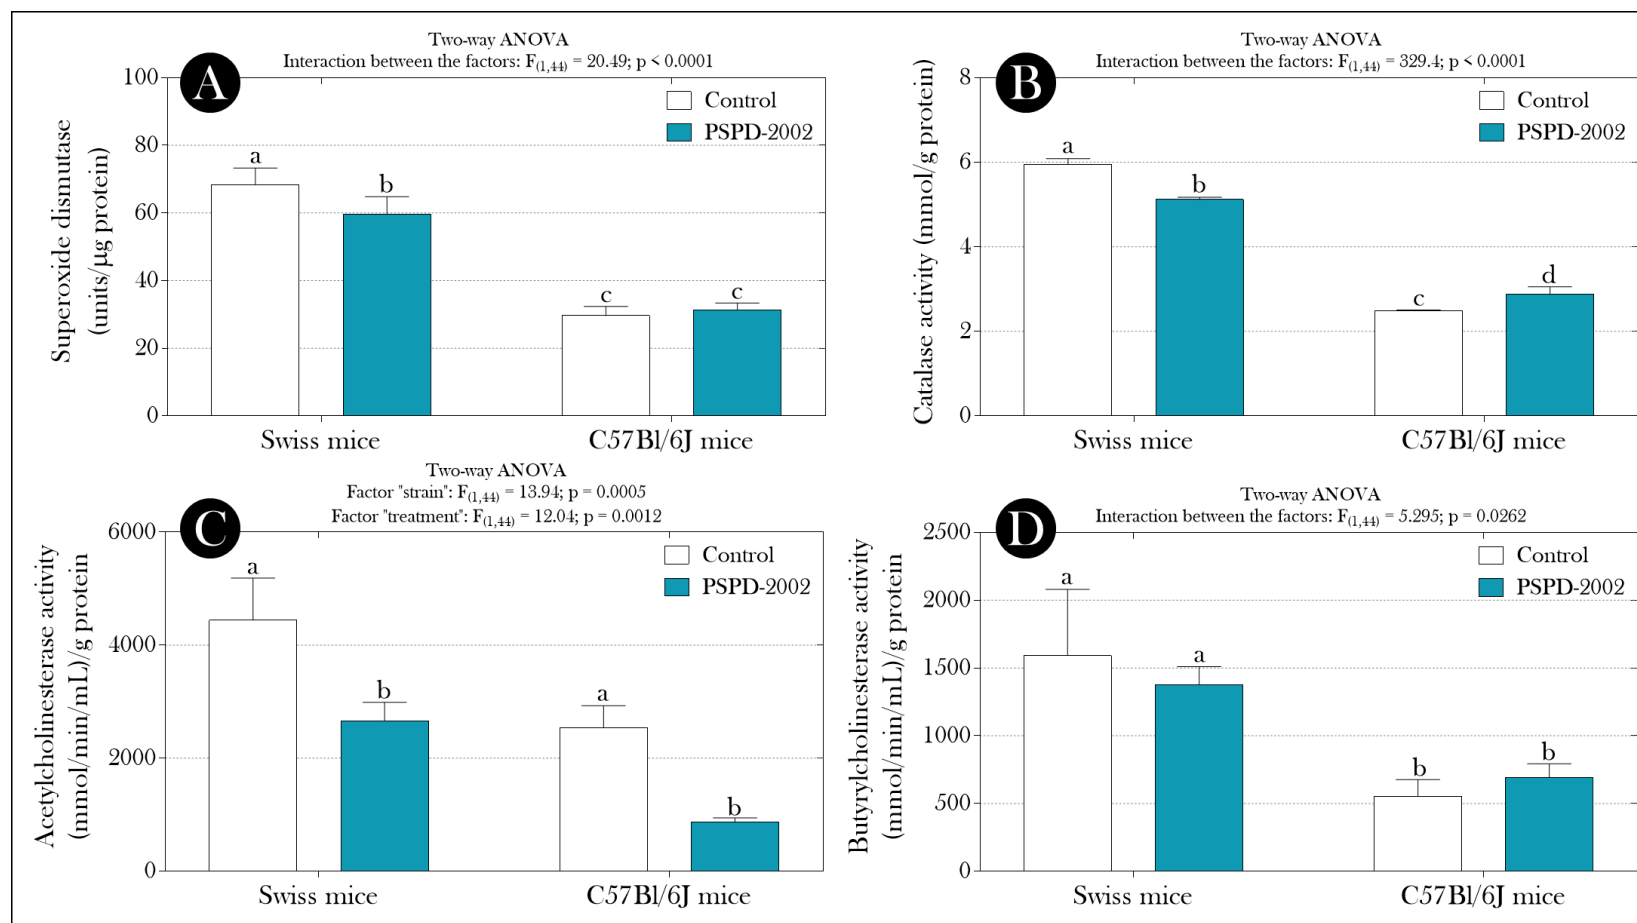 Two-way ANOVA
Interaction between the factors: F(1,44) = 20.49; p < 0.0001
A
100
80
60
40
20
0
Superoxide dismutase
(units/µg protein)
Control
PSPD-2002
a
b
c
c
Swiss mice
C57Bl/6J mice
Two-way ANOVA
Interaction between the factors: F(1,44) = 329.4; p < 0.0001
B
8
6
4
2
0
Catalase activity (mmol/g protein)
Control
PSPD-2002
a
b
c
d
Swiss mice
C57Bl/6J mice
Two-way ANOVA
Factor "strain": F(1,44) = 13.94; p = 0.0005
Factor "treatment": F(1,44) = 12.04; p = 0.0012
C
6000
4000
2000
0
Acetylcholinesterase activity
(mmol/min/mL)/g protein
Control
PSPD-2002
a
b
a
b
Swiss mice
C57Bl/6J mice
Two-way ANOVA
Interaction between the factors: F(1,44) = 5.295; p = 0.0262
D
2500
2000
1500
1000
500
0
Butyrylcholinesterase activity
(mmol/min/mL)/g protein
Control
PSPD-2002
a
a
b
b
Swiss mice
C57Bl/6J mice